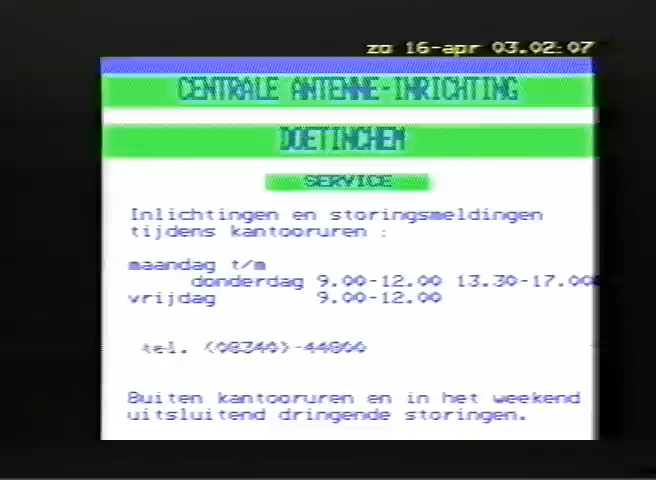 zo 16-apr 03.02:07
CENTRALE ANTENNE-INRICHTING
DOETINCHEM
SERVICE
Inlichtingen en storingsmeldingen
tijdens kantooruren :
maandag t/m
donderdag 9.00-12.00 13.30-17.00
vrijdag 9.00-12.00
tel. (08340)-44800
Buiten kantooruren en in het weekend
uitsluitend dringende storingen.